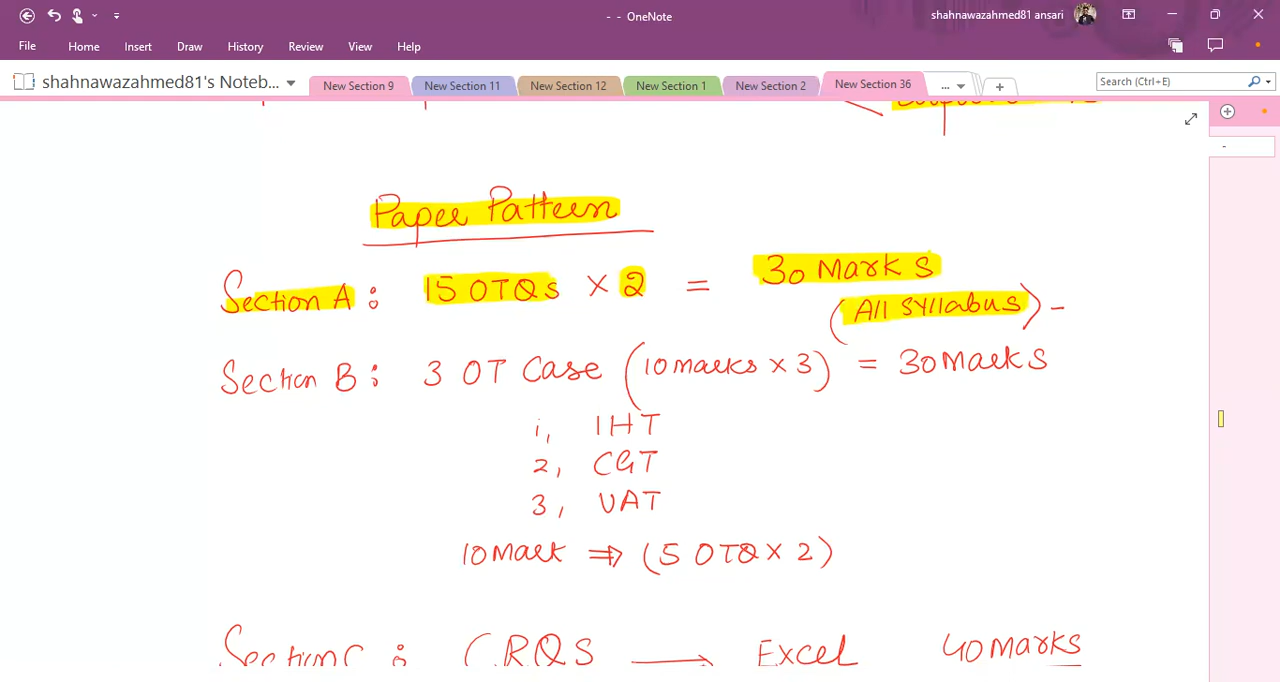 - - OneNote
shahnawazahmed81 ansari
File Home Insert Draw History Review View Help
shahnawazahmed81's Noteb...
New Section 9 New Section 11 New Section 12 New Section 1 New Section 2 New Section 36 ...
Search (Ctrl+E)
Paper Pattern
Section A : 15 OTQs × 2 = 30 Marks
(All Syllabus) -
Section B : 3 OT Case (10 marks × 3) = 30 Marks
1, IHT
2, CGT
3, VAT
10 Mark ⇒ (5 OTQ × 2)
Section C : CRQS → Excel 40 marks